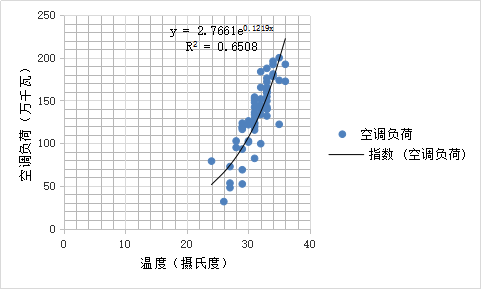 y = 2.7661e^0.1219x
R² = 0.6508
250
200
150
100
50
0
空调负荷（万千瓦）
0 10 20 30 40
温度（摄氏度）
空调负荷
指数 (空调负荷)